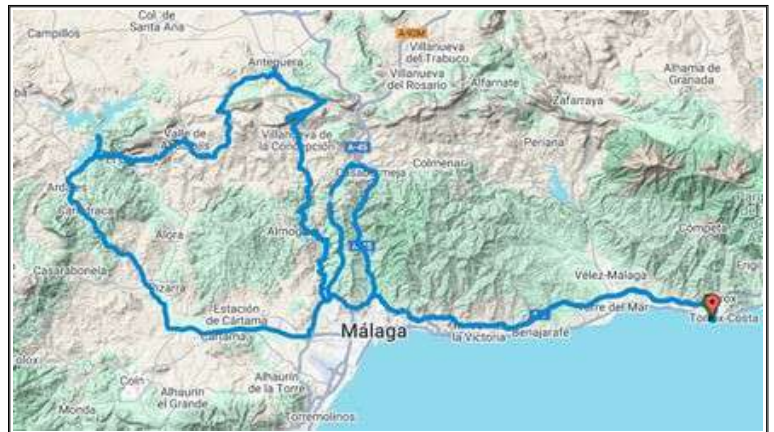 Col. de
Santa Ana
Campillos
A-92M
Villanueva
del Trabuco
Antequera
Villanueva
del Rosario
Alfarnate
Alhama de
Granada
Zafarraya
Valle de
Villanueva de
la Concepción
A-45
Periana
Colmenar
Casabermeja
Ardales
Carratraca
Álora
Almogía
A-45
Cómpeta
Casarabonela
Pizarra
Vélez-Málaga
Estación
de Cártama
Cártama
Málaga
la Victoria
Benajarafe
Torre del Mar
Torrox-Costa
Coín
Alhaurín
el Grande
Alhaurín
de la Torre
Monda
Torremolinos